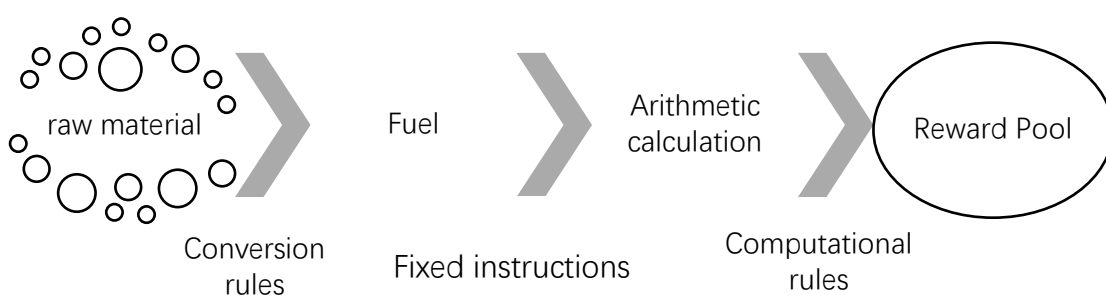 raw material
Fuel
Arithmetic
calculation
Reward Pool
Conversion
rules
Fixed instructions
Computational
rules